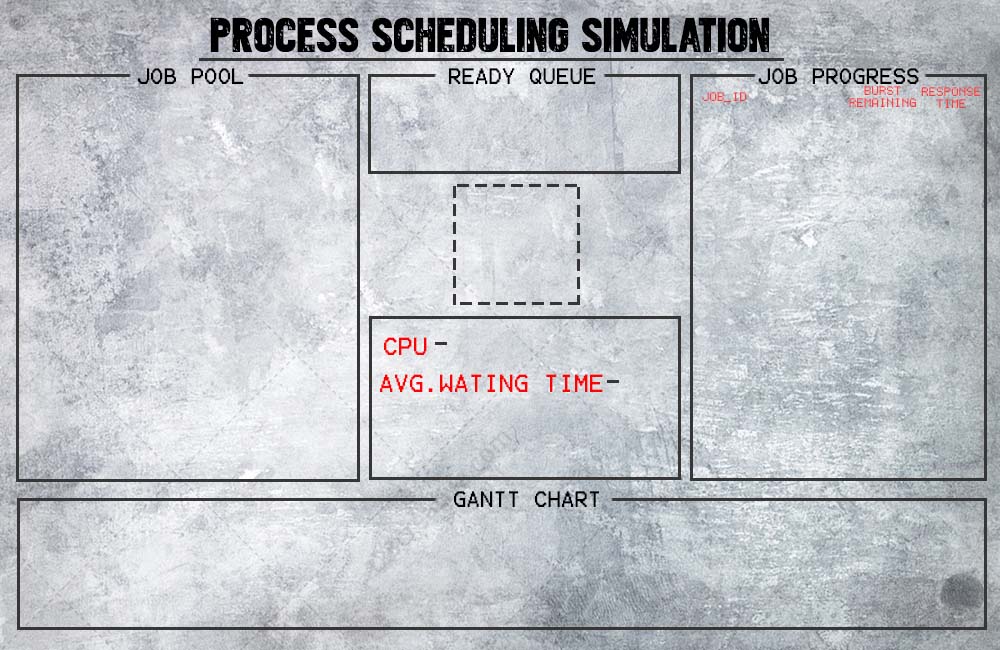 PROCESS SCHEDULING SIMULATION
JOB POOL
READY QUEUE
JOB PROGRESS
JOB_ID
BURST REMAINING
RESPONSE TIME
CPU -
AVG.WATING TIME-
GANTT CHART